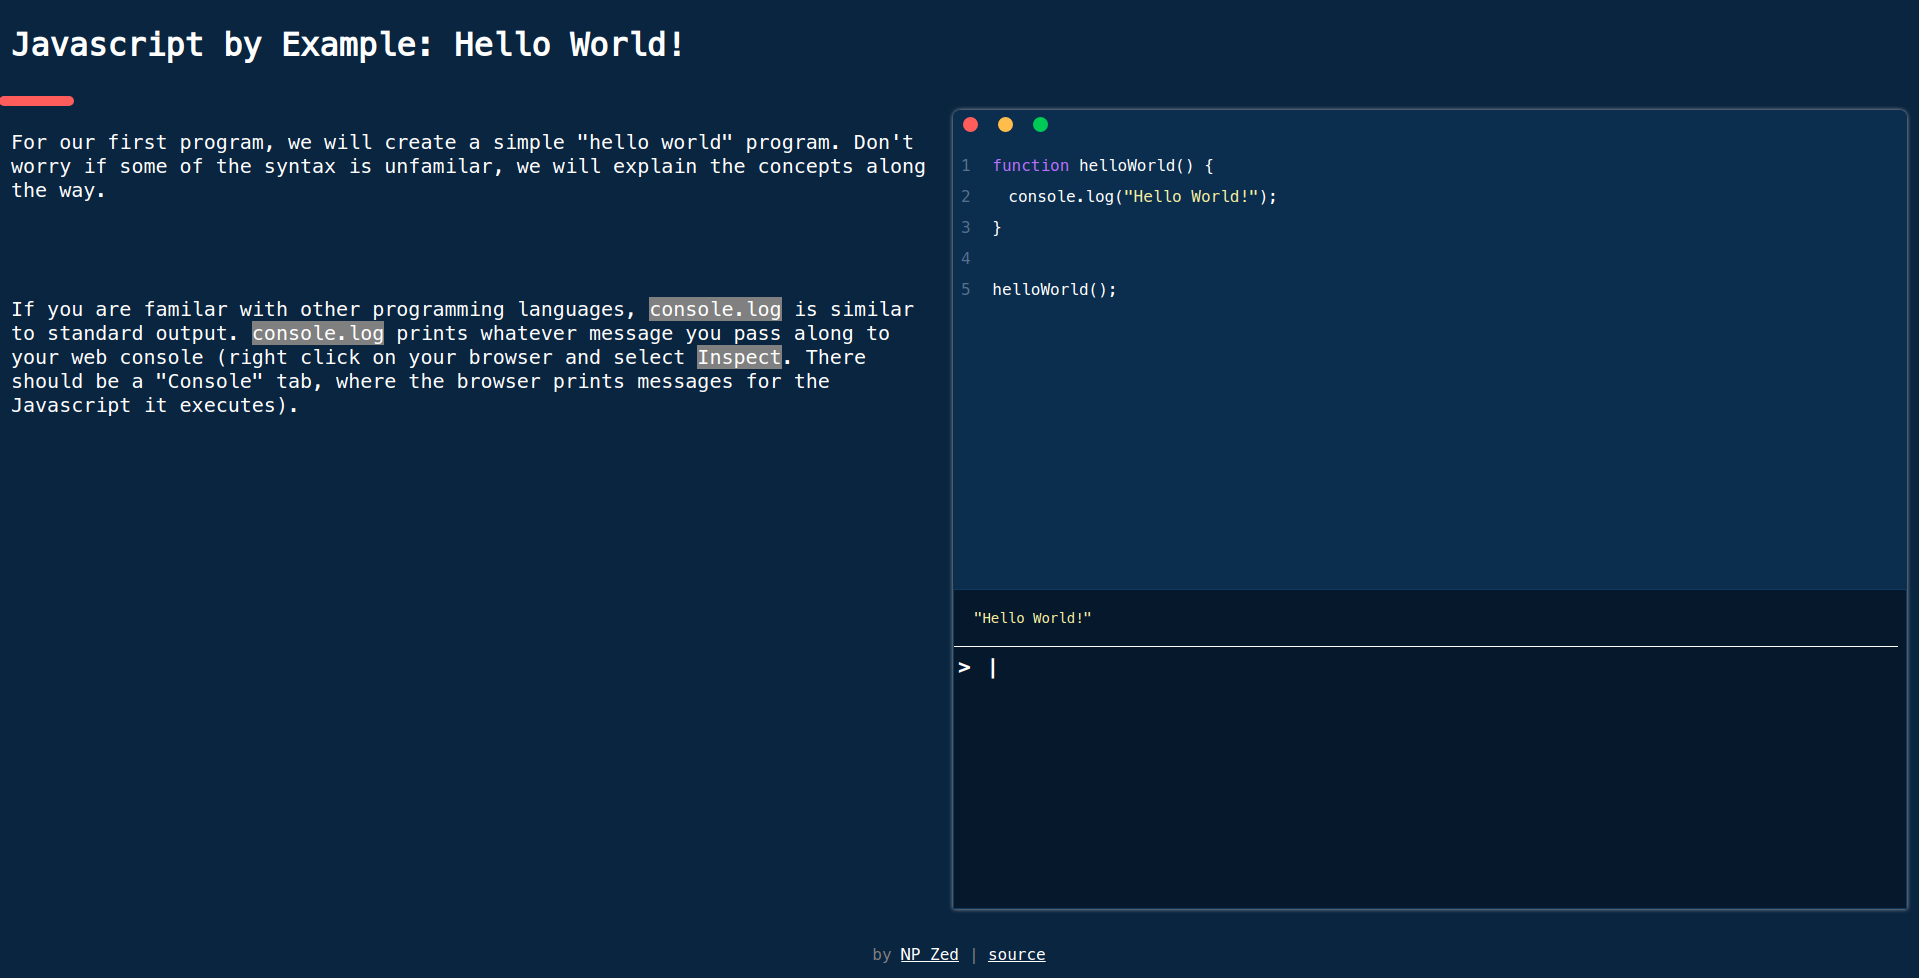 Javascript by Example: Hello World!
For our first program, we will create a simple "hello world" program. Don't
worry if some of the syntax is unfamilar, we will explain the concepts along
the way.
If you are familar with other programming languages, console.log is similar
to standard output. console.log prints whatever message you pass along to
your web console (right click on your browser and select Inspect. There
should be a "Console" tab, where the browser prints messages for the
Javascript it executes).
1 function helloWorld() {
2 console.log("Hello World!");
3 }
4
5 helloWorld();
"Hello World!"
> |
by NP Zed | source